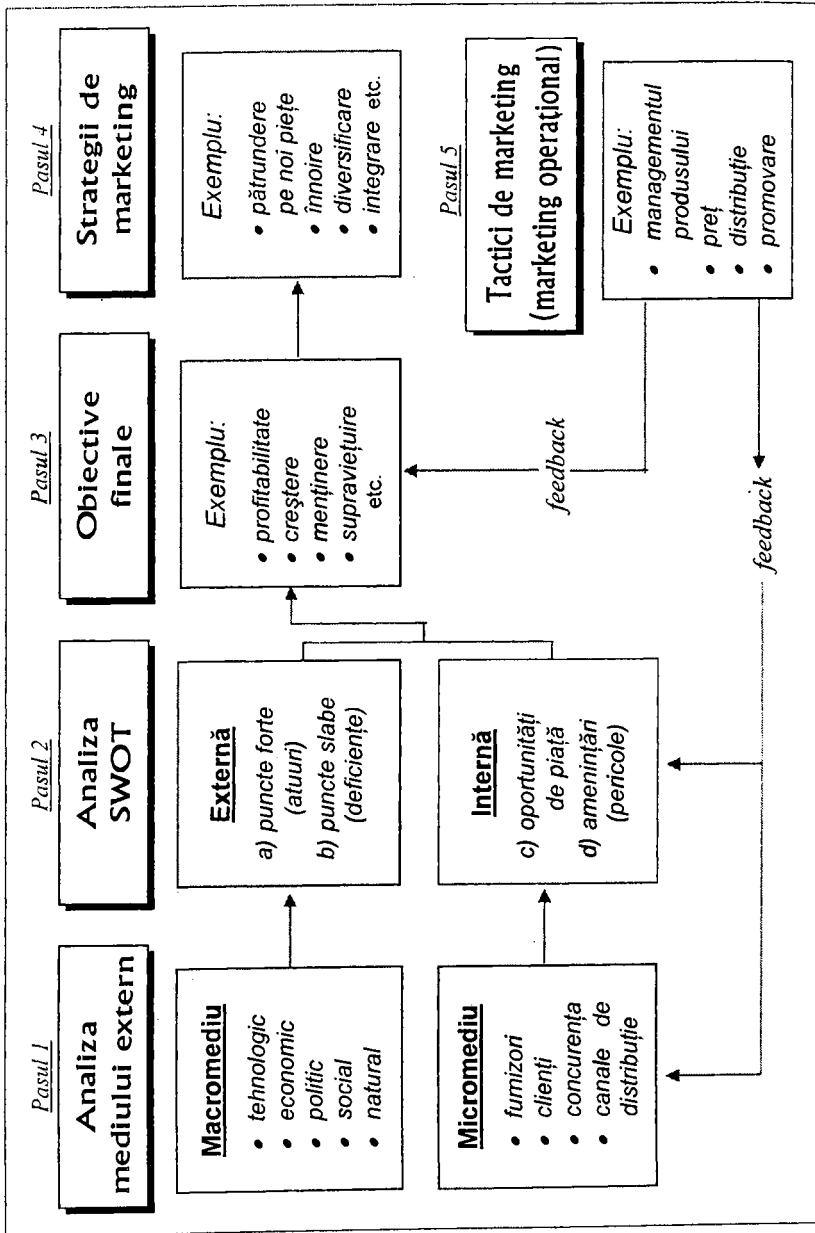 Pasul 1
Analiza
mediului extern
Macromediu
• tehnologic
• economic
• politic
• social
• natural
Micromediu
• fumizori
• clienți
• concurența
• canale de
distribuție
Pasul 2
Analiza
SWOT
Externă
a) puncte forte
(atuuri)
b) puncte slabe
(deficiențe)
Internă
c) oportunități
de piață
d) amenințări
(pericole)
Pasul 3
Obiective
finale
Exemplu:
• profitabilitate
• creștere
• menținere
• supraviețuire
etc.
feedback
feedback
Pasul 4
Strategii de
marketing
Exemplu:
• pătrundere
pe noi piețe
• înnoire
• diversificare
• integrare etc.
Pasul 5
Tactici de marketing
(marketing operațional)
Exemplu:
• managementul
produsului
• preț
• distribuție
• promovare